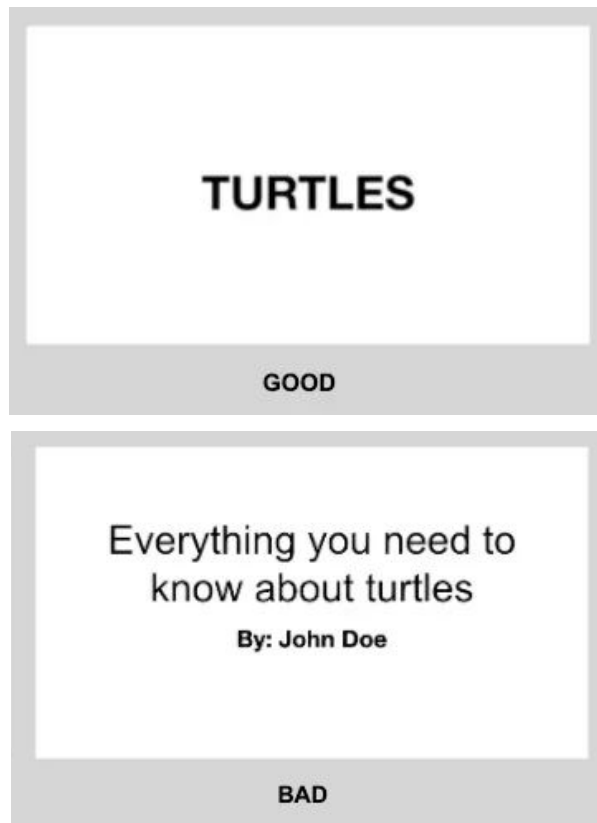 TURTLES
GOOD
Everything you need to
know about turtles
By: John Doe
BAD